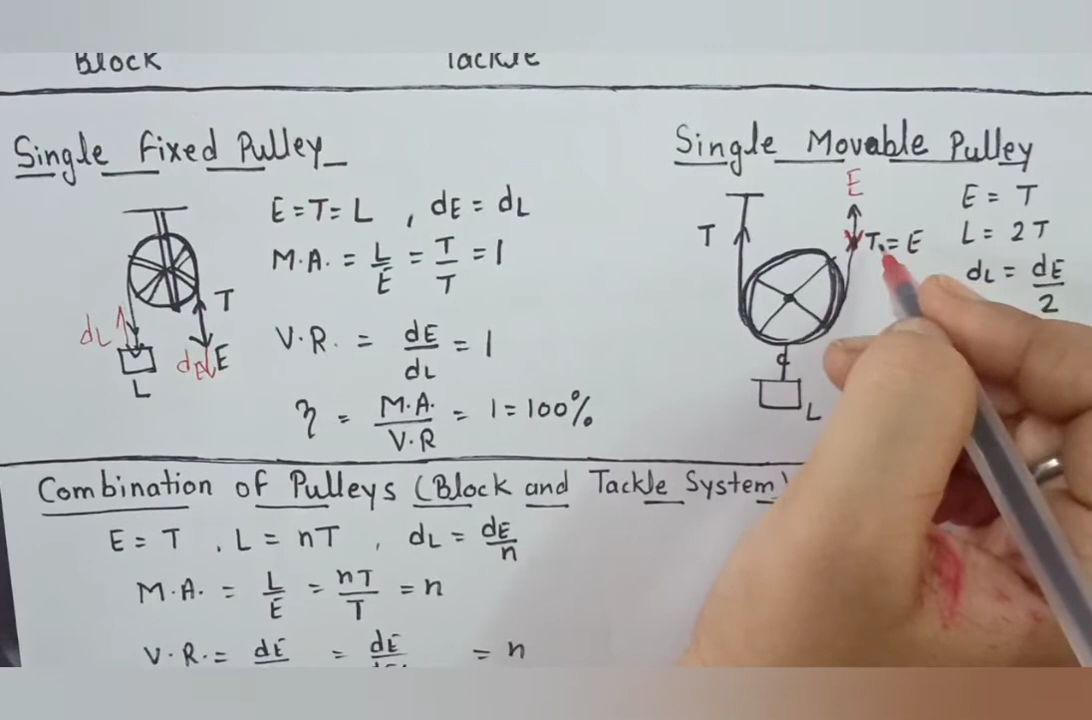 Block Tackle
Single Fixed Pulley
E = T = L , dE = dL
M.A. = L/E = T/T = 1
V.R. = dE/dL = 1
η = M.A./V.R = 1 = 100%
T
dL
dE
E
L
Single Movable Pulley
E
T
T = E
L
E = T
L = 2T
dL = dE/2
Combination of Pulleys (Block and Tackle System)
E = T , L = nT , dL = dE/n
M.A. = L/E = nT/T = n
V.R. = dE = dE = n